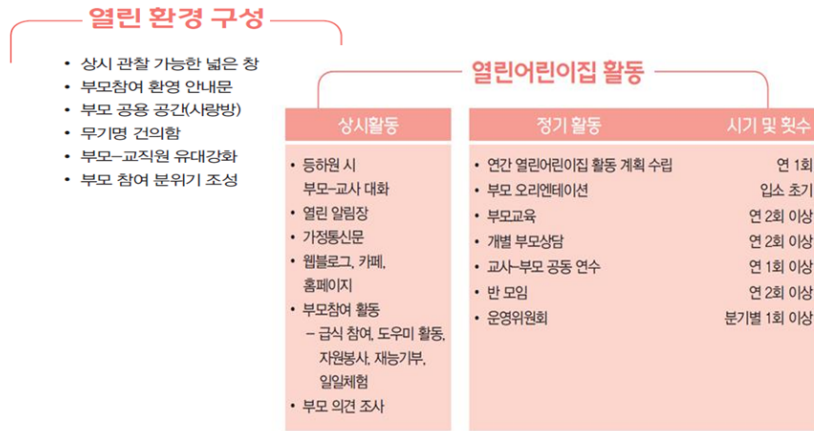 열린 환경 구성
• 상시 관찰 가능한 넓은 창
• 부모참여 환영 안내문
• 부모 공용 공간(사랑방)
• 무기명 건의함
• 부모–교직원 유대강화
• 부모 참여 분위기 조성
열린어린이집 활동
상시활동
• 등하원 시
부모–교사 대화
• 열린 알림장
• 가정통신문
• 웹블로그, 카페,
홈페이지
• 부모참여 활동
– 급식 참여, 도우미 활동,
자원봉사, 재능기부,
일일체험
• 부모 의견 조사
정기 활동 시기 및 횟수
• 연간 열린어린이집 활동 계획 수립 연 1회
• 부모 오리엔테이션 입소 초기
• 부모교육 연 2회 이상
• 개별 부모상담 연 2회 이상
• 교사–부모 공동 연수 연 1회 이상
• 반 모임 연 2회 이상
• 운영위원회 분기별 1회 이상